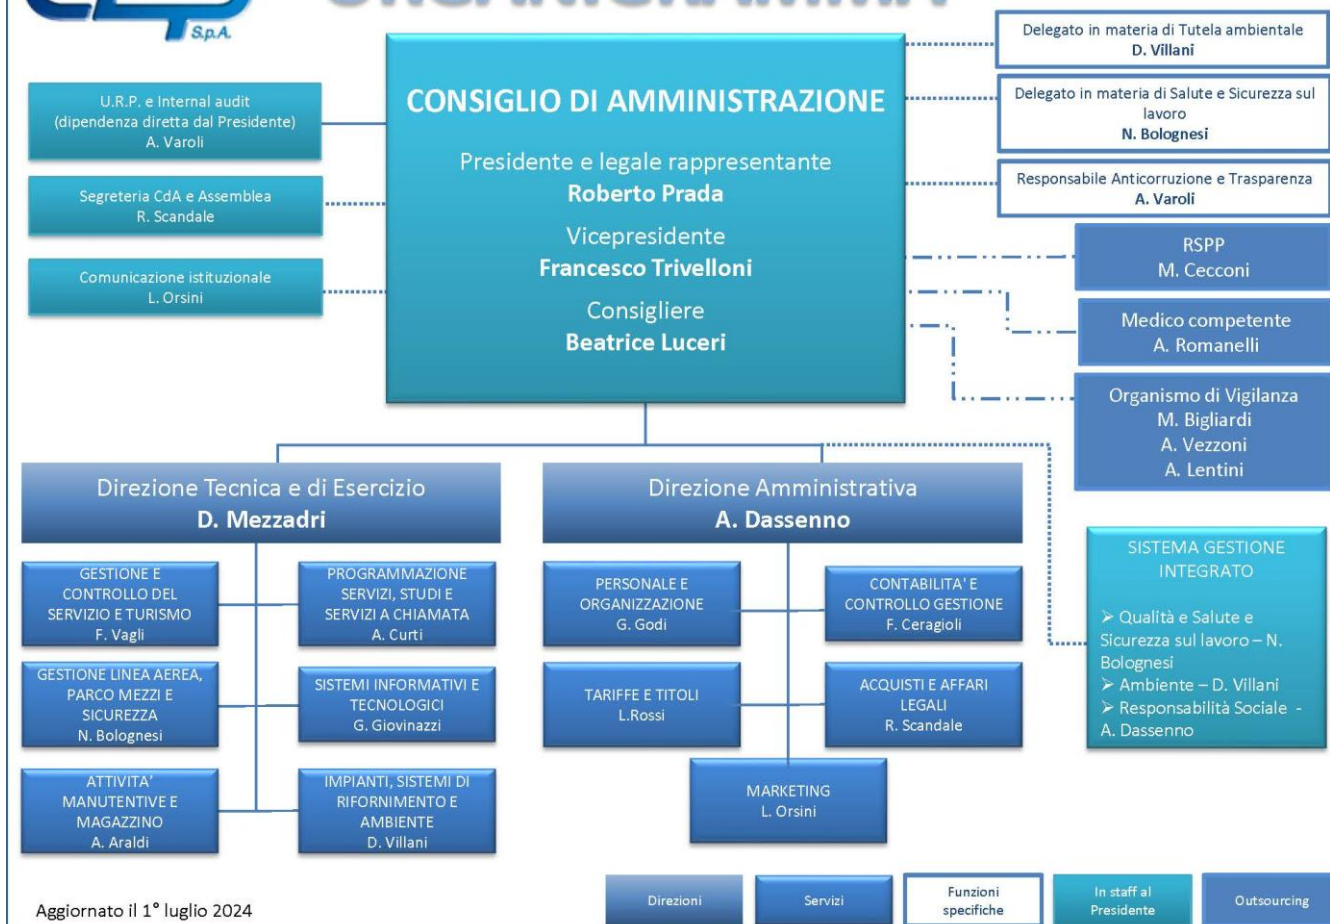 S.p.A.
Delegato in materia di Tutela ambientale
D. Villani
U.R.P. e Internal audit
(dipendenza diretta dal Presidente)
A. Varoli
CONSIGLIO DI AMMINISTRAZIONE
Presidente e legale rappresentante
Roberto Prada
Vicepresidente
Francesco Trivelloni
Consigliere
Beatrice Luceri
Delegato in materia di Salute e Sicurezza sul
lavoro
N. Bolognesi
Segreteria CdA e Assemblea
R. Scandale
Responsabile Anticorruzione e Trasparenza
A. Varoli
Comunicazione istituzionale
L. Orsini
RSPP
M. Cecconi
Medico competente
A. Romanelli
Organismo di Vigilanza
M. Bigliardi
A. Vezzoni
A. Lentini
Direzione Tecnica e di Esercizio
D. Mezzadri
Direzione Amministrativa
A. Dassenno
GESTIONE E
CONTROLLO DEL
SERVIZIO E TURISMO
F. Vagli
PROGRAMMAZIONE
SERVIZI, STUDI E
SERVIZI A CHIAMATA
A. Curti
GESTIONE LINEA AEREA,
PARCO MEZZI E
SICUREZZA
N. Bolognesi
SISTEMI INFORMATIVI E
TECNOLOGICI
G. Giovinazzi
ATTIVITA'
MANUTENTIVE E
MAGAZZINO
A. Araldi
IMPIANTI, SISTEMI DI
RIFORNIMENTO E
AMBIENTE
D. Villani
PERSONALE E
ORGANIZZAZIONE
G. Godi
CONTABILITA' E
CONTROLLO GESTIONE
F. Ceragioli
TARIFFE E TITOLI
L.Rossi
ACQUISTI E AFFARI
LEGALI
R. Scandale
MARKETING
L. Orsini
SISTEMA GESTIONE
INTEGRATO
➢ Qualità e Salute e
Sicurezza sul lavoro – N.
Bolognesi
➢ Ambiente – D. Villani
➢ Responsabilità Sociale -
A. Dassenno
Aggiornato il 1° luglio 2024
Direzioni
Servizi
Funzioni
specifiche
In staff al
Presidente
Outsourcing